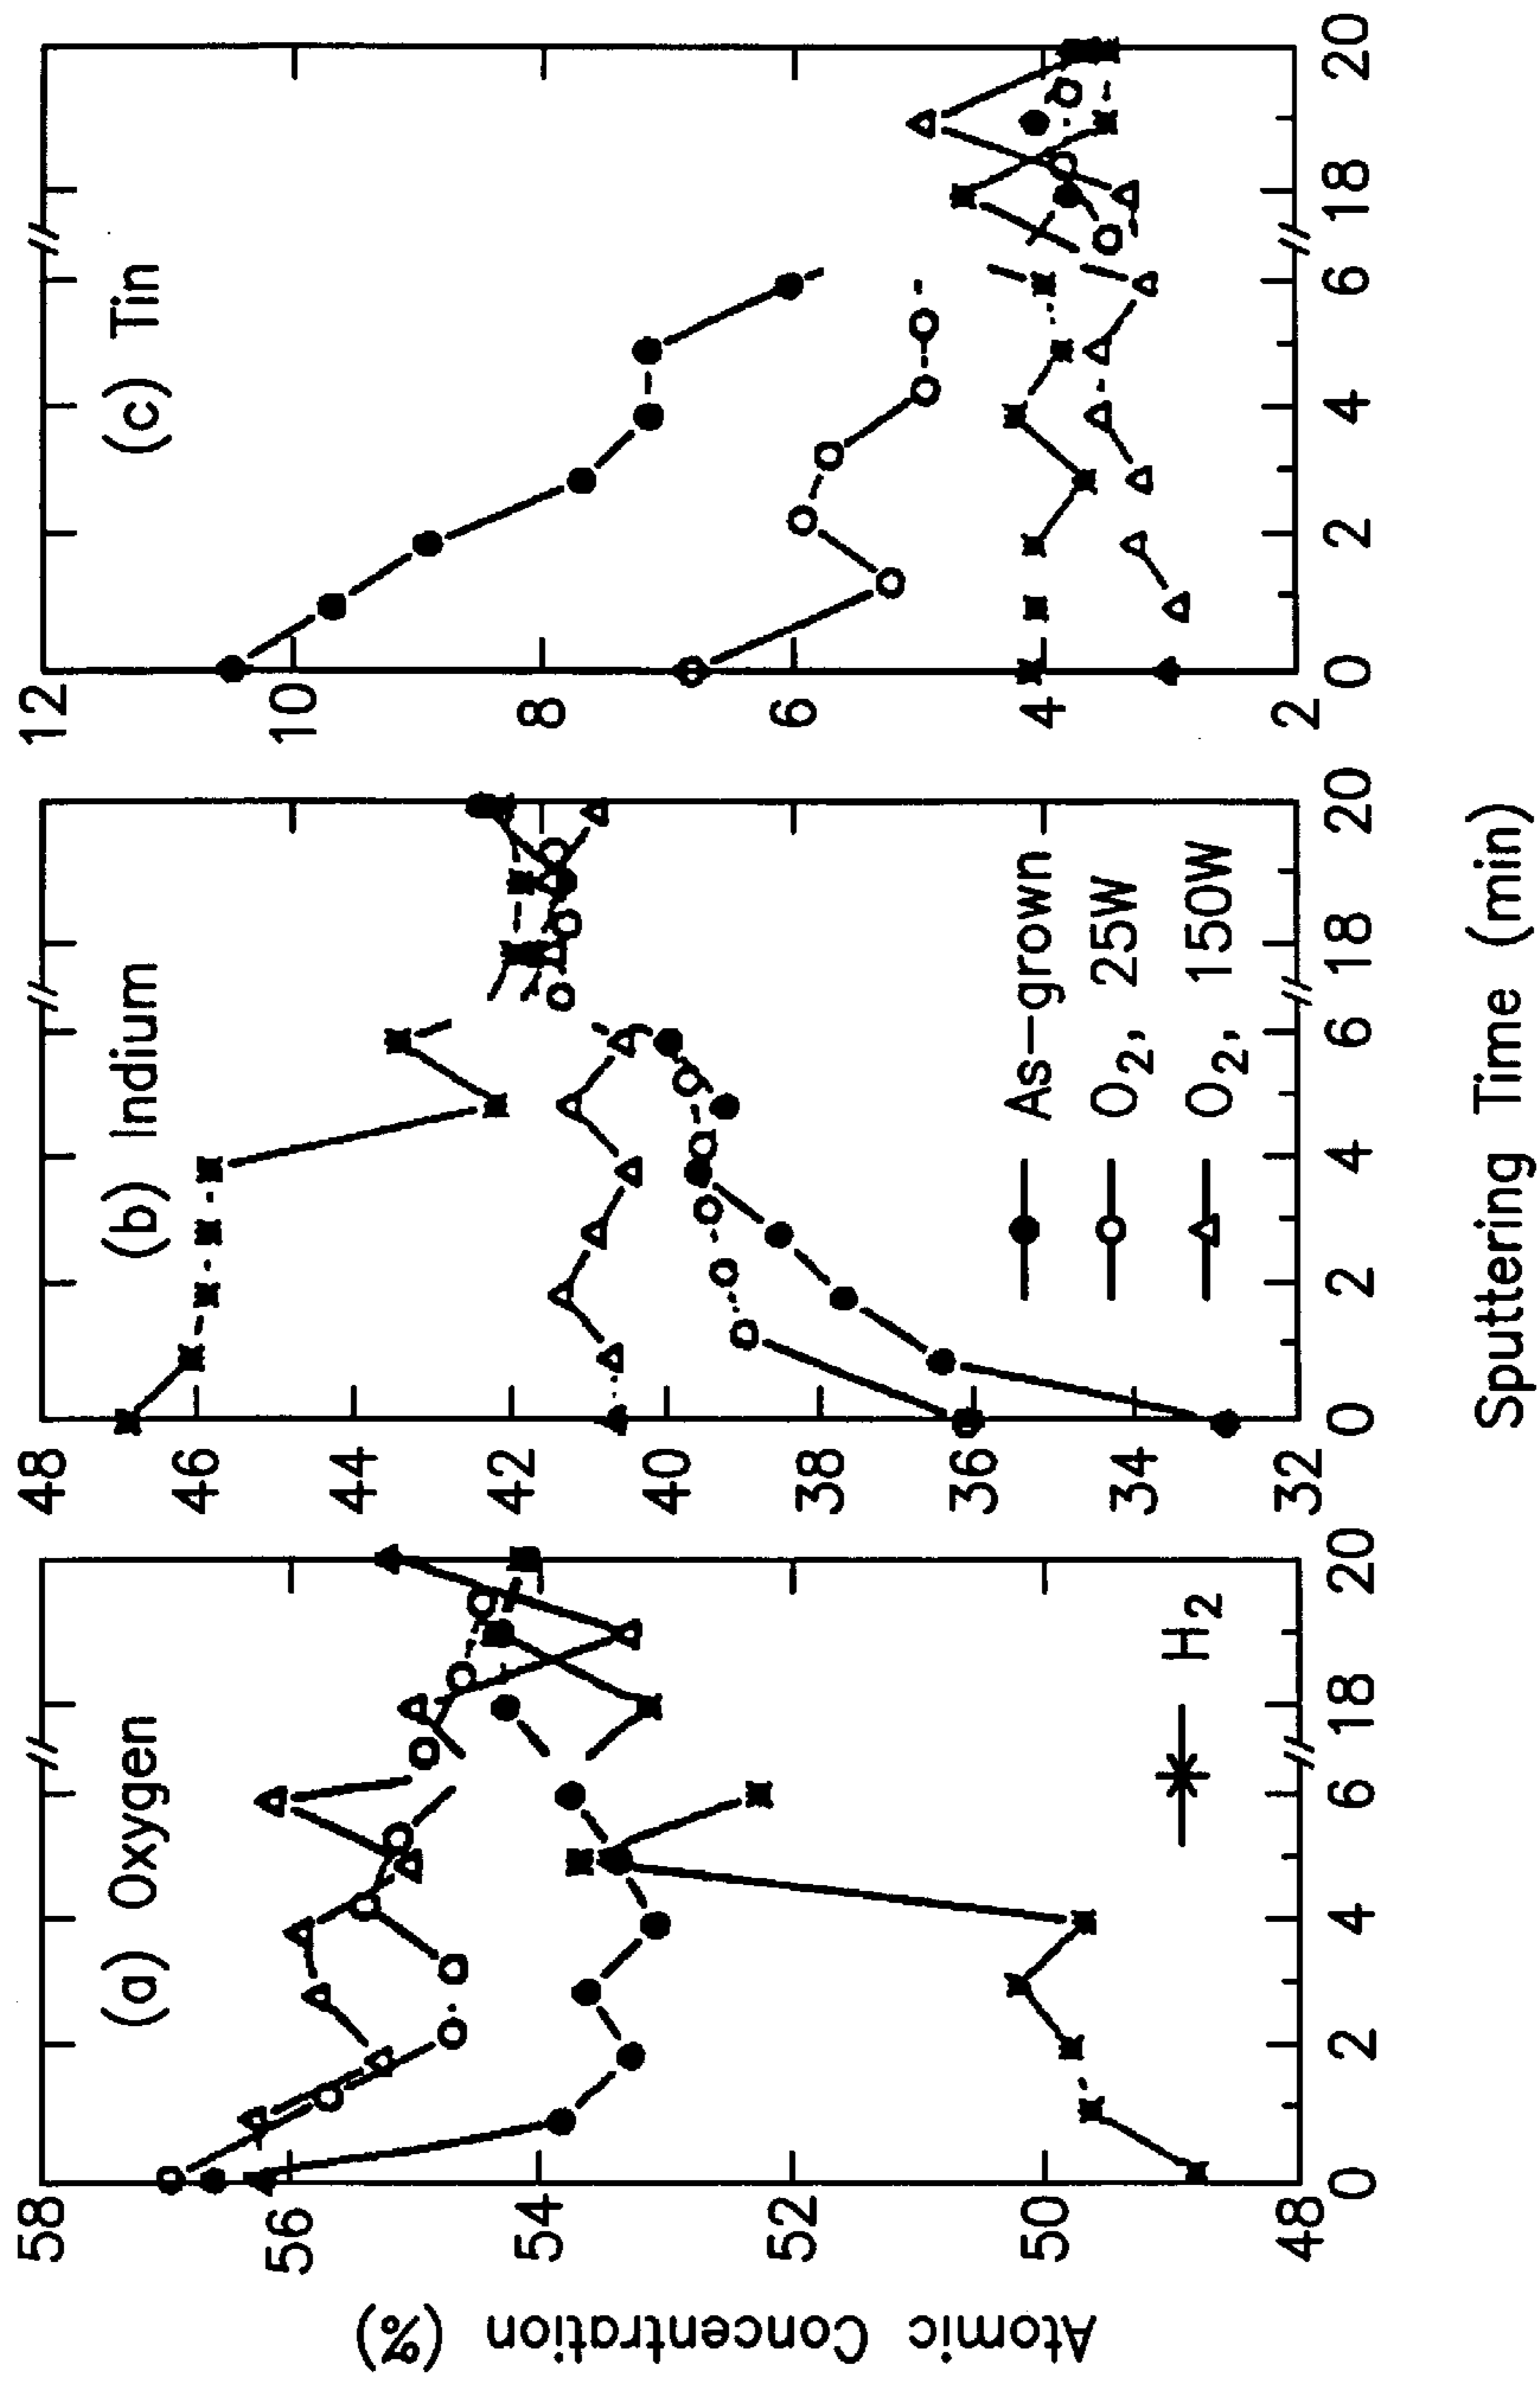 Atomic Concentration (%)
(a) Oxygen
58
56
54
52
50
48
0 2 4 6 18 20
H2
(b) Indium
48
46
44
42
40
38
36
34
32
0 2 4 6 18 20
As-grown
O2, 25W
O2, 150W
(c) Tin
12
10
8
6
4
2
0 2 4 6 18 20
Sputtering Time (min)